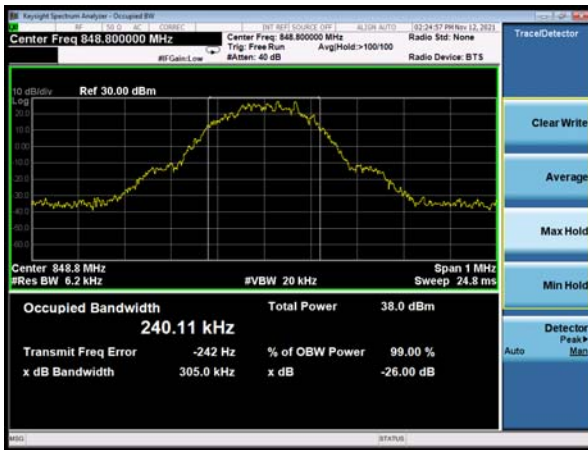 Keysight Spectrum Analyzer - Occupied BW
RF 50 Ω AC CORREC INT REF SOURCE OFF ALIGN AUTO 02:24:57 PM Nov 12, 2021
Center Freq 848.800000 MHz
Center Freq: 848.800000 MHz
Radio Std: None
Trig: Free Run Avg|Hold:>100/100
#IFGain:Low
#Atten: 40 dB
Radio Device: BTS
10 dB/div Ref 30.00 dBm
Log
20.0
10.0
0.00
-10.0
-20.0
-30.0
-40.0
-50.0
-60.0
Center 848.8 MHz
Span 1 MHz
#Res BW 6.2 kHz
#VBW 20 kHz
Sweep 24.8 ms
Occupied Bandwidth
Total Power 38.0 dBm
240.11 kHz
Transmit Freq Error -242 Hz
% of OBW Power 99.00 %
x dB Bandwidth 305.0 kHz
x dB -26.00 dB
MSG
STATUS
Trace/Detector
Clear Write
Average
Max Hold
Min Hold
Detector
Peak▶
Auto Man